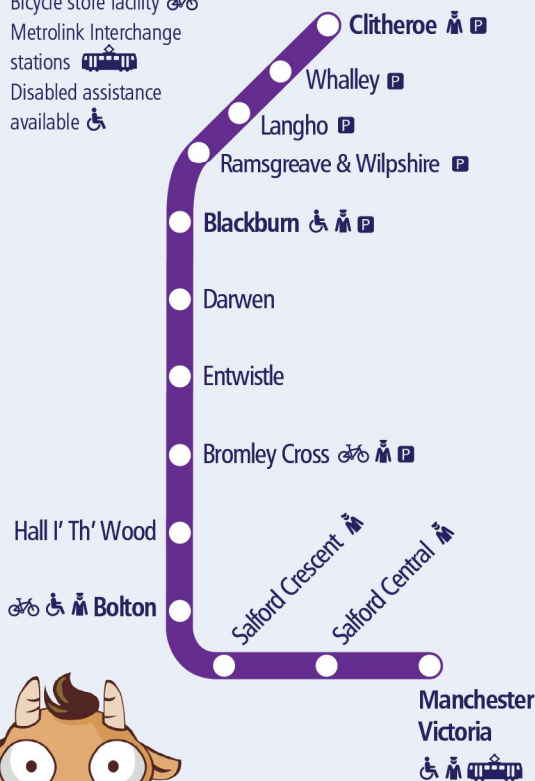 Bicycle store facility
Metrolink Interchange
stations
Disabled assistance
available
Clitheroe P
Whalley P
Langho P
Ramsgreave & Wilpshire P
Blackburn P
Darwen
Entwistle
Bromley Cross P
Hall I' Th' Wood
Bolton
Salford Crescent
Salford Central
Manchester
Victoria